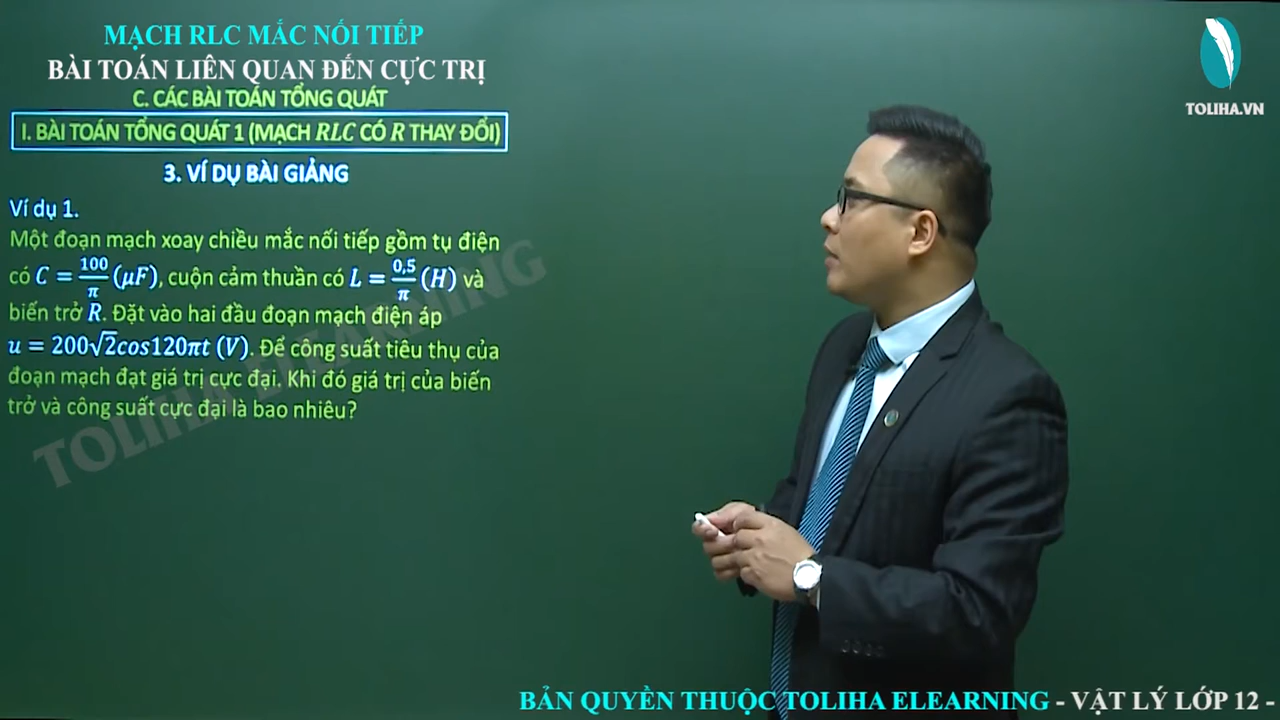 MẠCH RLC MẮC NỐI TIẾP
BÀI TOÁN LIÊN QUAN ĐẾN CỰC TRỊ
C. CÁC BÀI TOÁN TỔNG QUÁT
I. BÀI TOÁN TỔNG QUÁT 1 (MẠCH RLC CÓ R THAY ĐỔI)
3. VÍ DỤ BÀI GIẢNG
Ví dụ 1.
Một đoạn mạch xoay chiều mắc nối tiếp gồm tụ điện
có C = 100/π (μF), cuộn cảm thuần có L = 0,5/π (H) và
biến trở R. Đặt vào hai đầu đoạn mạch điện áp
u = 200√2cos120πt (V). Để công suất tiêu thụ của
đoạn mạch đạt giá trị cực đại. Khi đó giá trị của biến
trở và công suất cực đại là bao nhiêu?
TOLIHA ELEARNING
TOLIHA.VN
BẢN QUYỀN THUỘC TOLIHA ELEARNING - VẬT LÝ LỚP 12 -